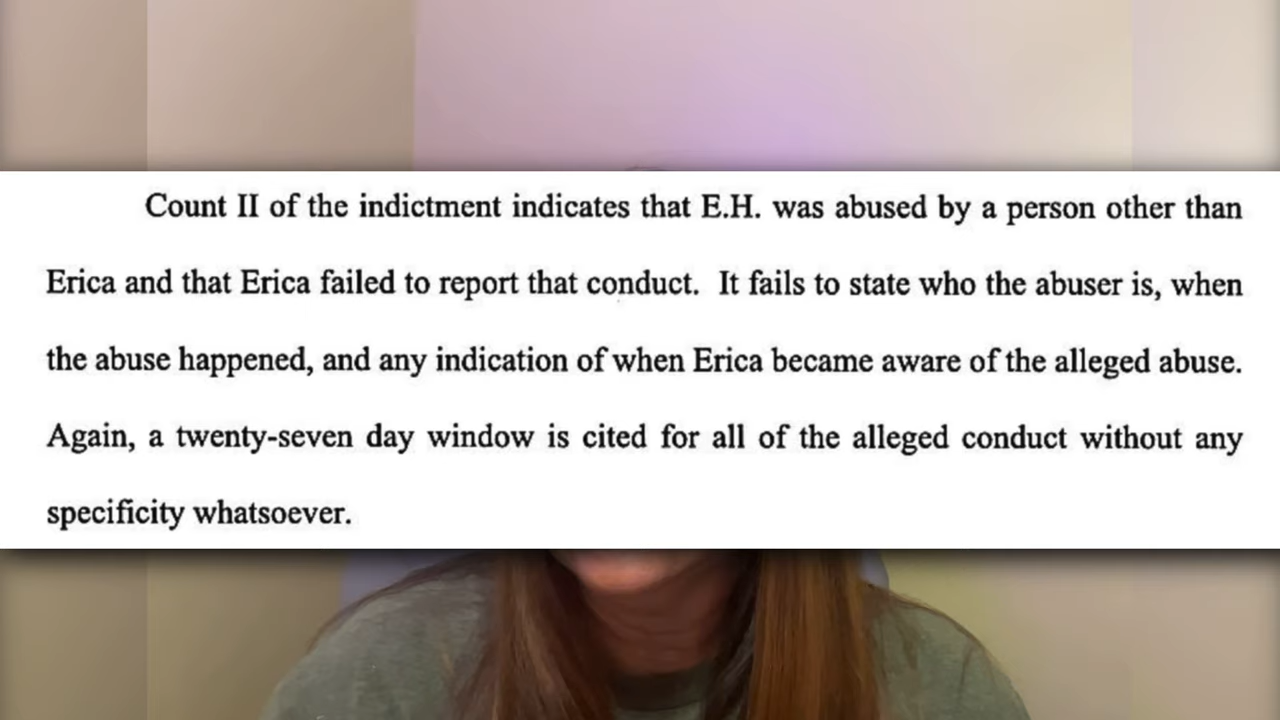 Count II of the indictment indicates that E.H. was abused by a person other than
Erica and that Erica failed to report that conduct. It fails to state who the abuser is, when
the abuse happened, and any indication of when Erica became aware of the alleged abuse.
Again, a twenty-seven day window is cited for all of the alleged conduct without any
specificity whatsoever.